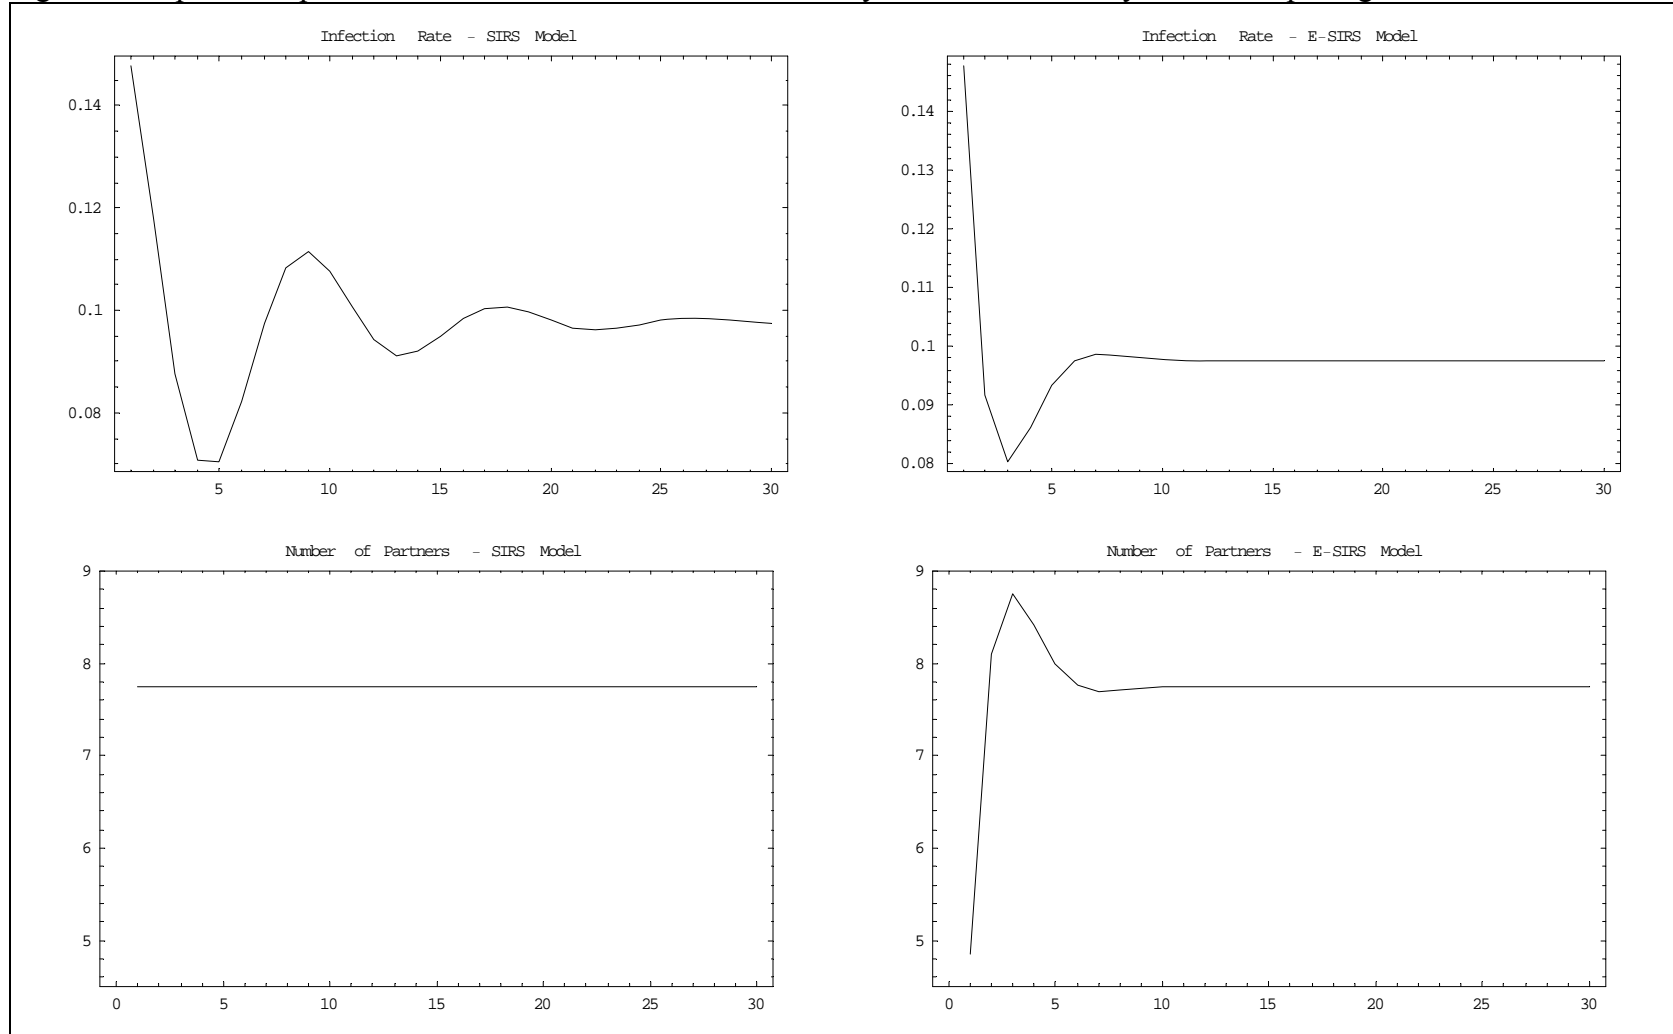 Infection Rate - SIRS Model
0.14
0.12
0.1
0.08
5 10 15 20 25 30
Infection Rate - E-SIRS Model
0.14
0.13
0.12
0.11
0.1
0.09
0.08
5 10 15 20 25 30
Number of Partners - SIRS Model
9
8
7
6
5
0 5 10 15 20 25 30
Number of Partners - E-SIRS Model
9
8
7
6
5
0 5 10 15 20 25 30